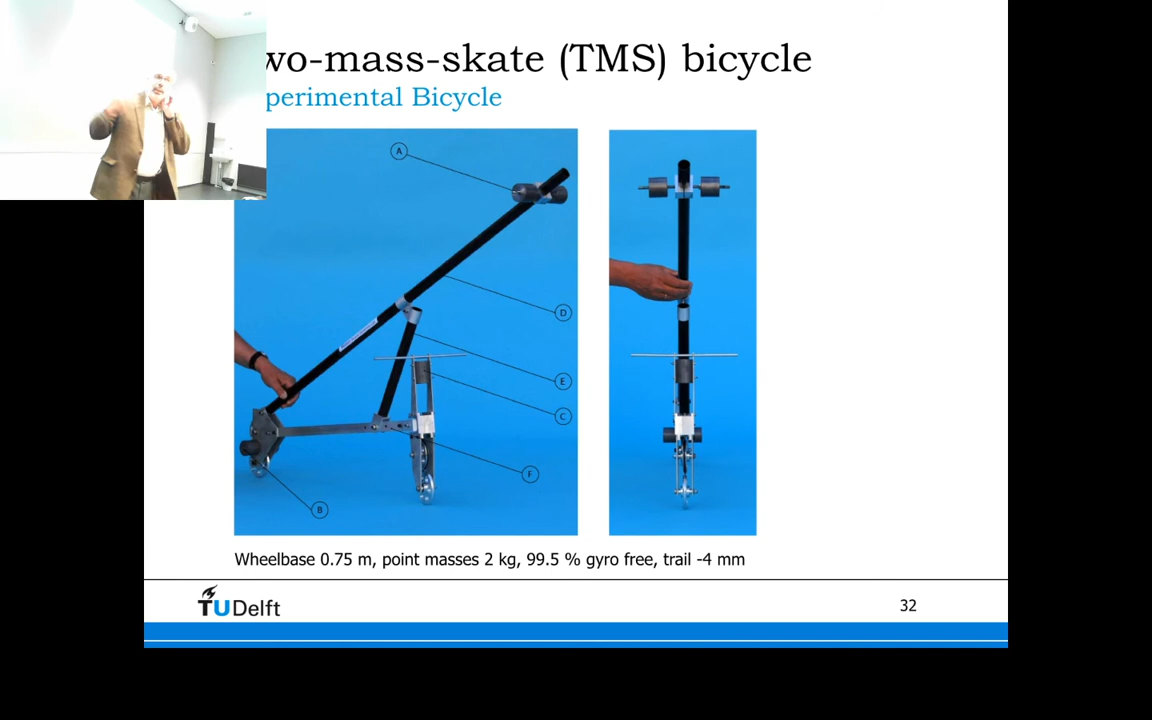 wo-mass-skate (TMS) bicycle
perimental Bicycle
A
D
E
C
F
B
Wheelbase 0.75 m, point masses 2 kg, 99.5 % gyro free, trail -4 mm
TUDelft
32